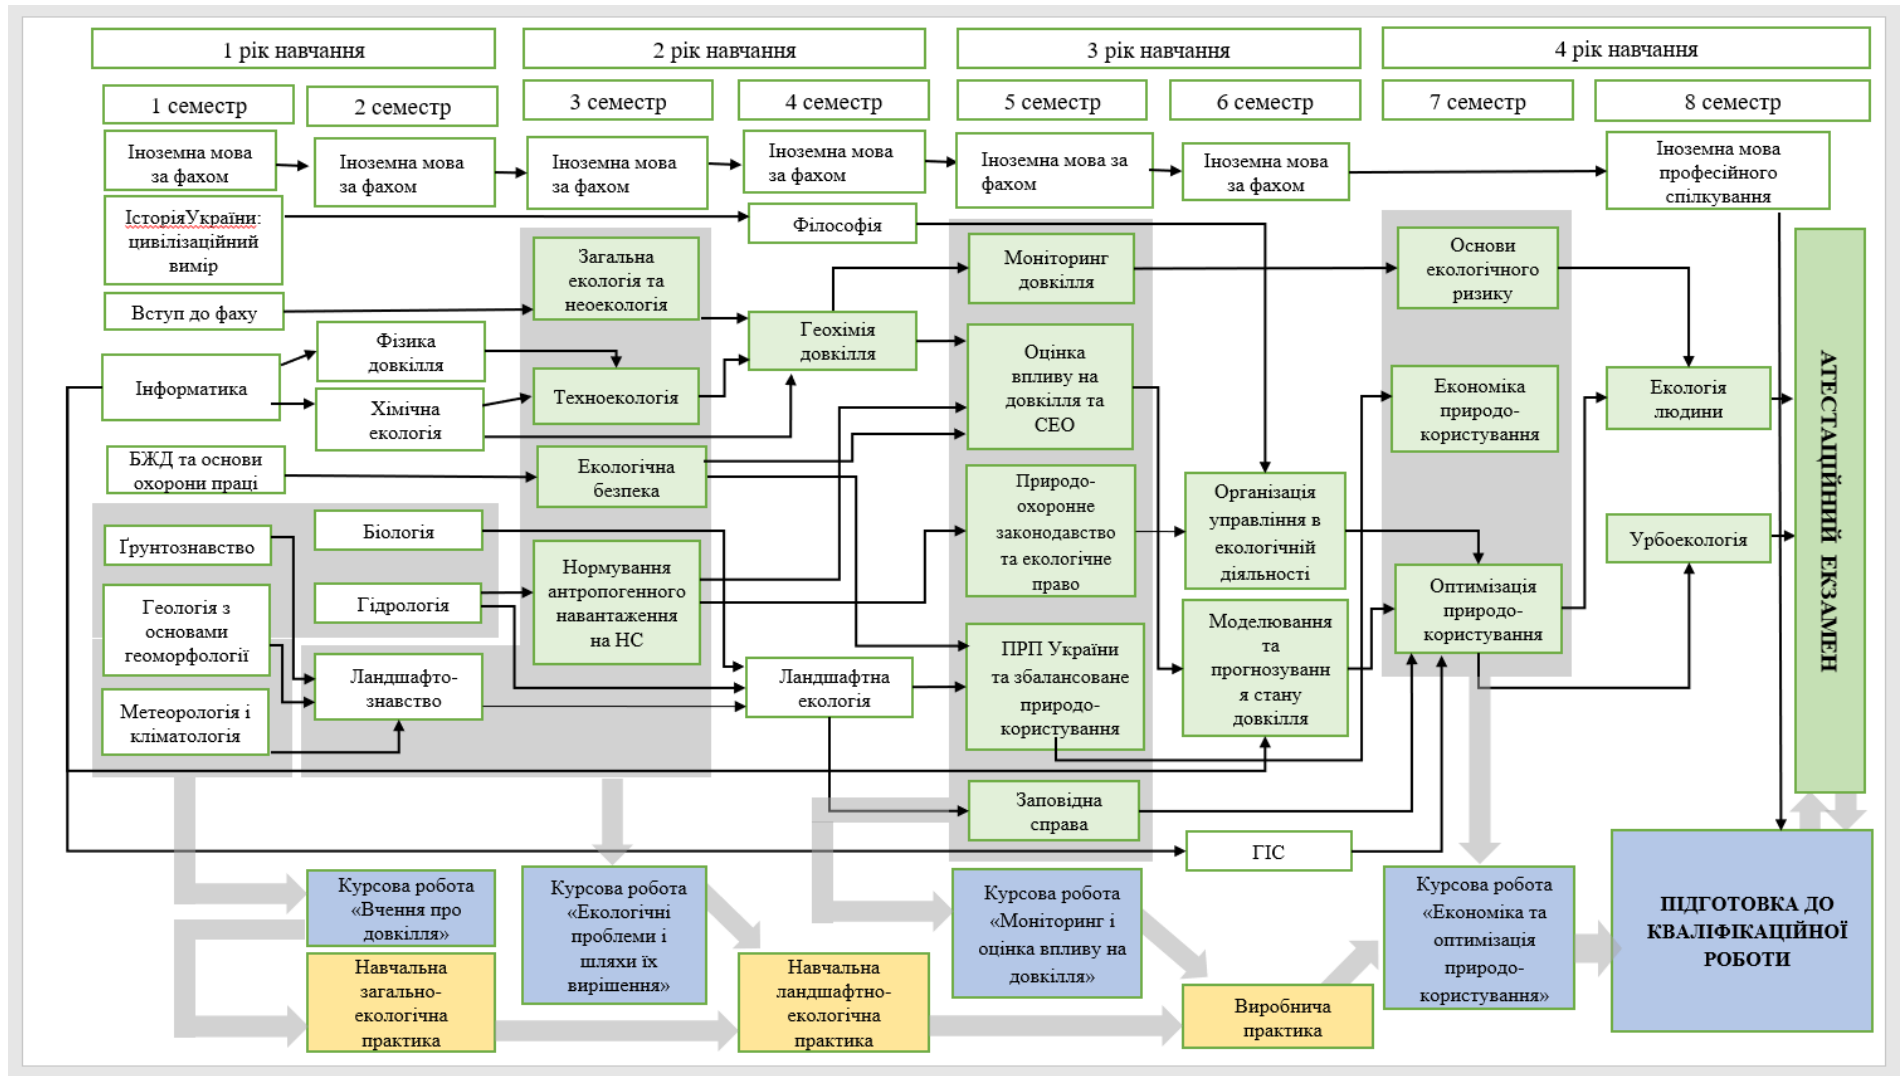 1 рік навчання
2 рік навчання
3 рік навчання
4 рік навчання
1 семестр
2 семестр
3 семестр
4 семестр
5 семестр
6 семестр
7 семестр
8 семестр
Іноземна мова
за фахом
Іноземна мова
за фахом
Іноземна мова
за фахом
Іноземна мова
за фахом
Іноземна мова за
фахом
Іноземна мова
за фахом
Іноземна мова
професійного
спілкування
ІсторіяУкраїни:
цивілізаційний
вимір
Філософія
Вступ до фаху
Загальна
екологія та
неоекологія
Моніторинг
довкілля
Основи
екологічного
ризику
Інформатика
Фізика
довкілля
Хімічна
екологія
Техноекологія
Геохімія
довкілля
Оцінка
впливу на
довкілля та
СЕО
Економіка
природо-
користування
Екологія
людини
БЖД та основи
охорони праці
Екологічна
безпека
Природо-
охоронне
законодавство
та екологічне
право
Організація
управління в
екологічній
діяльності
Урбоекологія
Ґрунтознавство
Біологія
Геологія з
основами
геоморфології
Гідрологія
Нормування
антропогенного
навантаження
на НС
Оптимізація
природо-
користування
Метеорологія і
кліматологія
Ландшафто-
знавство
Ландшафтна
екологія
ПРП України
та збалансоване
природо-
користування
Моделювання
та
прогнозуванн
я стану
довкілля
Заповідна
справа
ГІС
АТЕСТАЦІЙНИЙ ЕКЗАМЕН
Курсова робота
«Вчення про
довкілля»
Курсова робота
«Екологічні
проблеми і
шляхи їх
вирішення»
Курсова робота
«Моніторинг і
оцінка впливу на
довкілля»
Курсова робота
«Економіка та
оптимізація
природо-
користування»
ПІДГОТОВКА ДО
КВАЛІФІКАЦІЙНОЇ
РОБОТИ
Навчальна
загально-
екологічна
практика
Навчальна
ландшафтно-
екологічна
практика
Виробнича
практика